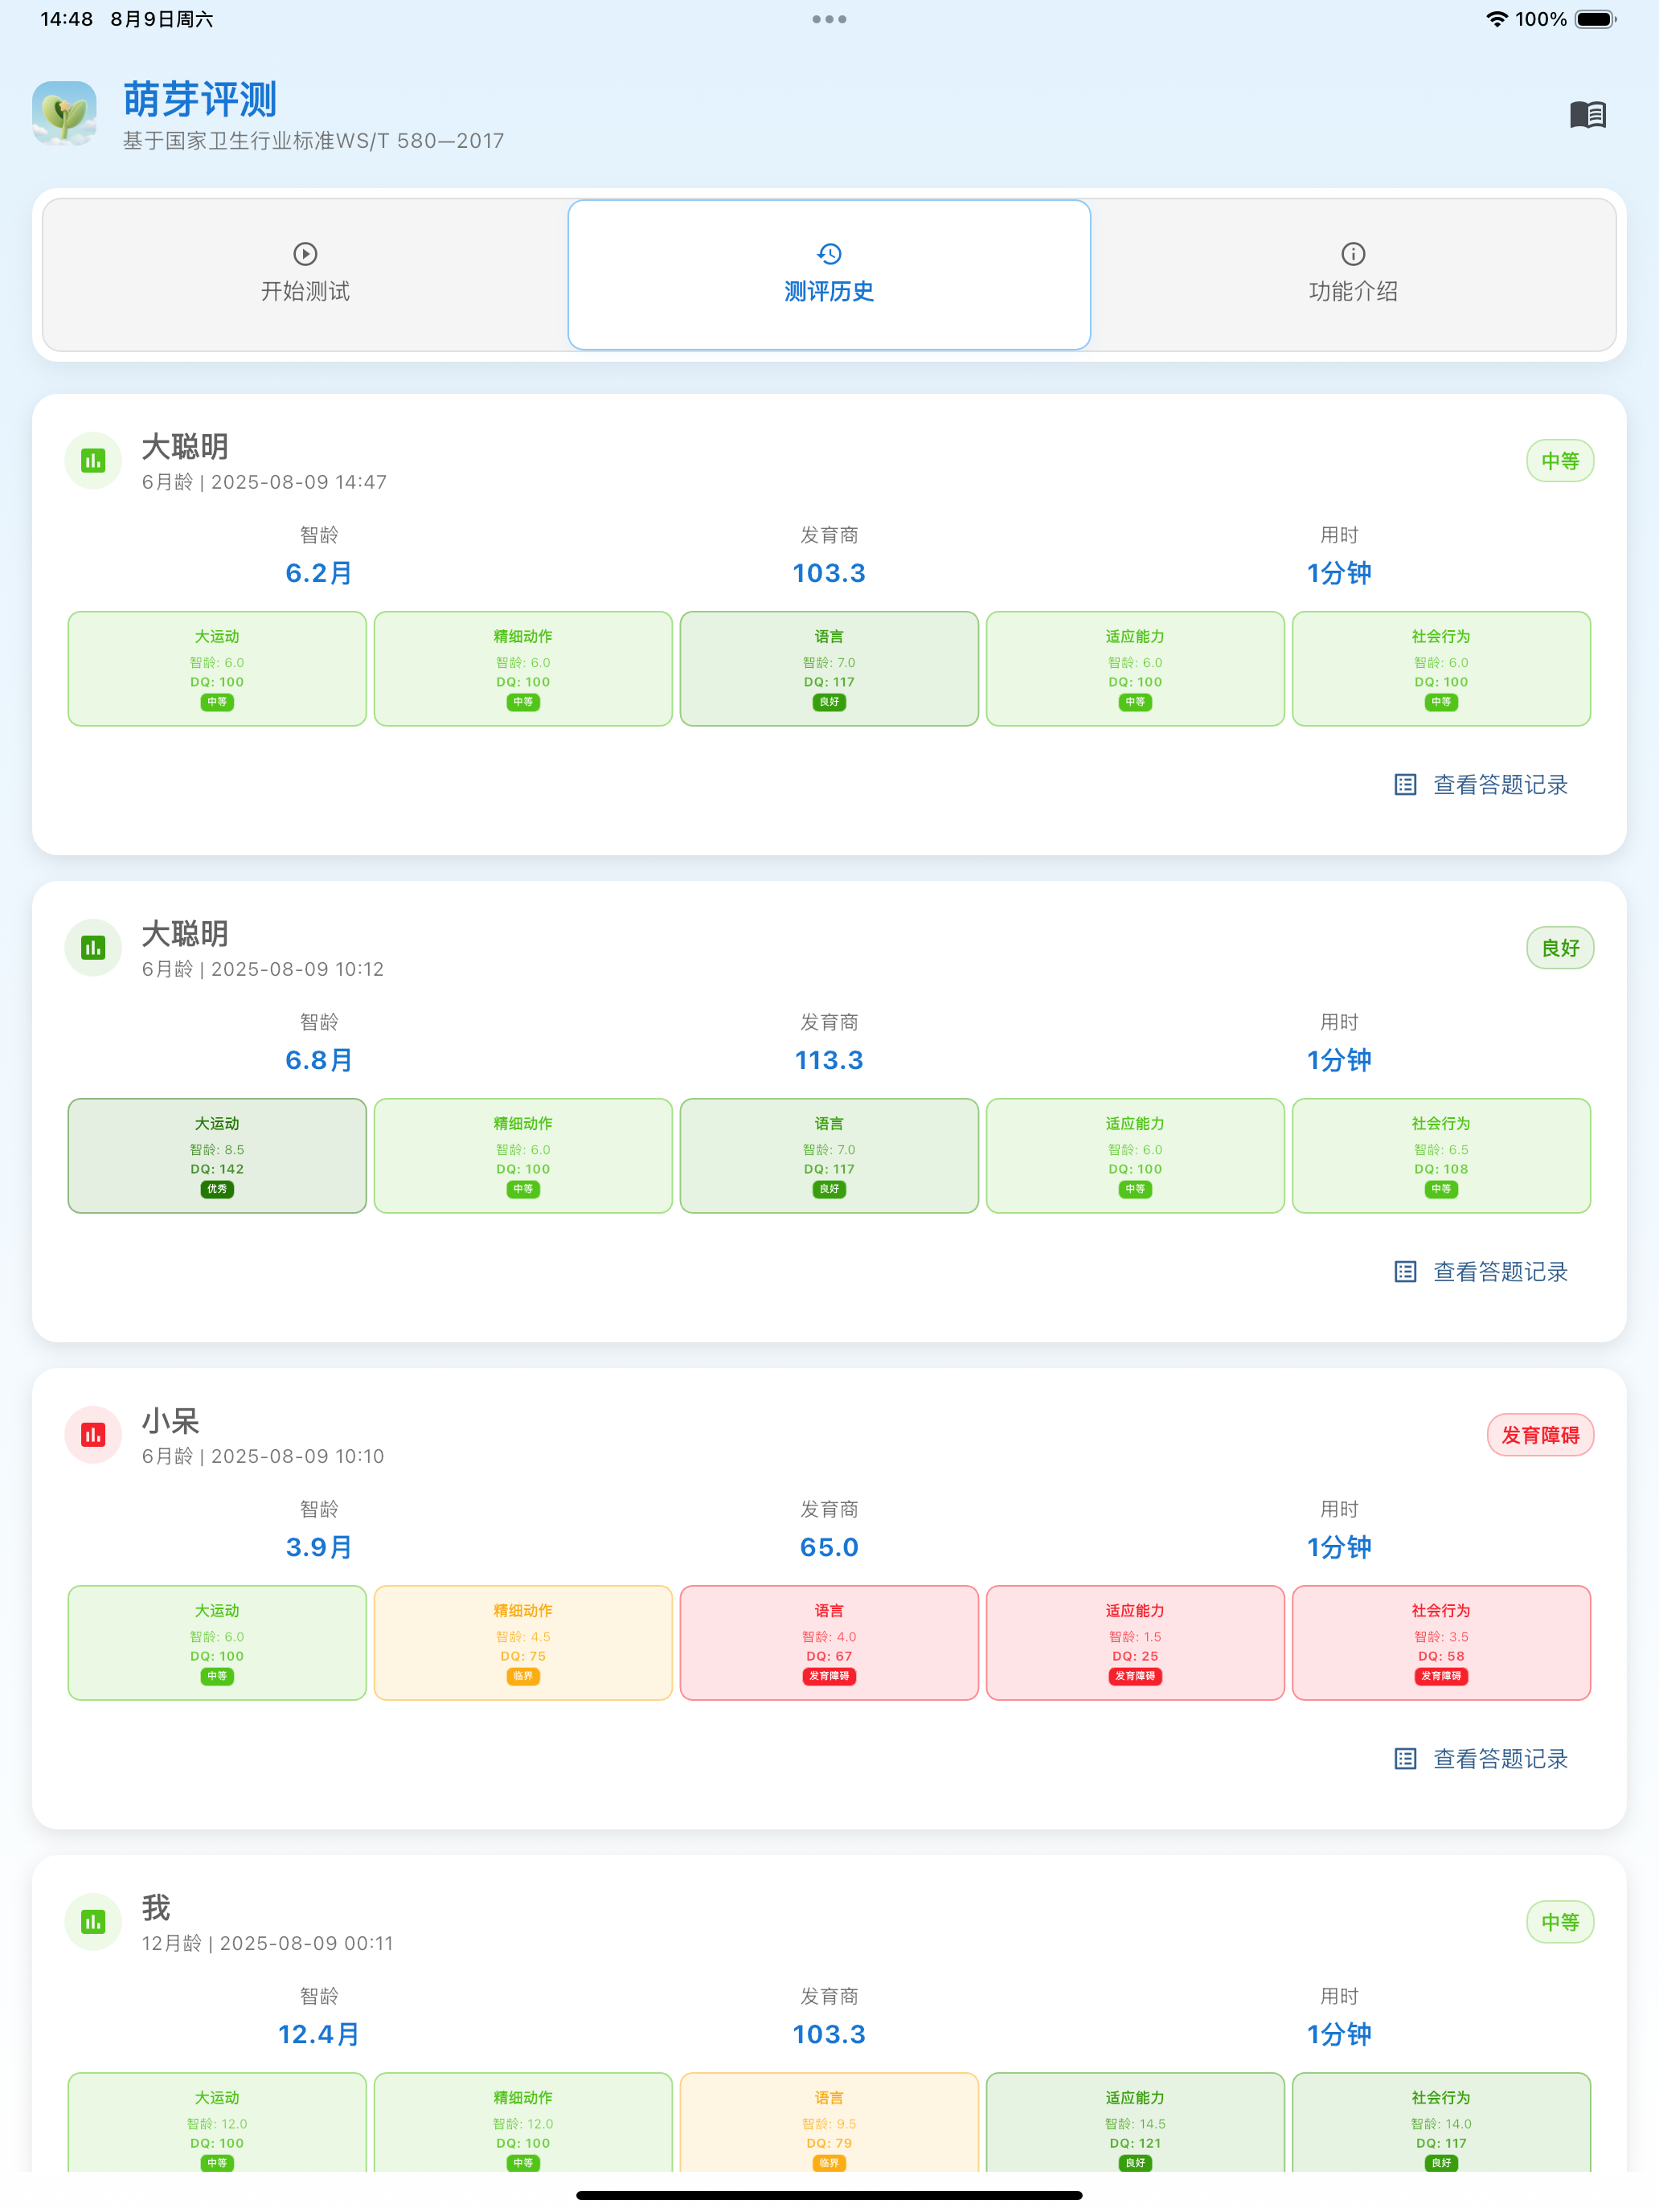 14:48 8月9日周六
100%
萌芽评测
基于国家卫生行业标准WS/T 580—2017
开始测试
测评历史
功能介绍
大聪明
6月龄 | 2025-08-09 14:47
中等
智龄 发育商 用时
6.2月 103.3 1分钟
大运动 精细动作 语言 适应能力 社会行为
智龄: 6.0 智龄: 6.0 智龄: 7.0 智龄: 6.0 智龄: 6.0
DQ: 100 DQ: 100 DQ: 117 DQ: 100 DQ: 100
中等 中等 良好 中等 中等
查看答题记录
大聪明
6月龄 | 2025-08-09 10:12
良好
智龄 发育商 用时
6.8月 113.3 1分钟
大运动 精细动作 语言 适应能力 社会行为
智龄: 8.5 智龄: 6.0 智龄: 7.0 智龄: 6.0 智龄: 6.5
DQ: 142 DQ: 100 DQ: 117 DQ: 100 DQ: 108
优秀 中等 良好 中等 中等
查看答题记录
小呆
6月龄 | 2025-08-09 10:10
发育障碍
智龄 发育商 用时
3.9月 65.0 1分钟
大运动 精细动作 语言 适应能力 社会行为
智龄: 6.0 智龄: 4.5 智龄: 4.0 智龄: 1.5 智龄: 3.5
DQ: 100 DQ: 75 DQ: 67 DQ: 25 DQ: 58
中等 临界 发育障碍 发育障碍 发育障碍
查看答题记录
我
12月龄 | 2025-08-09 00:11
中等
智龄 发育商 用时
12.4月 103.3 1分钟
大运动 精细动作 语言 适应能力 社会行为
智龄: 12.0 智龄: 12.0 智龄: 9.5 智龄: 14.5 智龄: 14.0
DQ: 100 DQ: 100 DQ: 79 DQ: 121 DQ: 117
中等 中等 临界 良好 良好